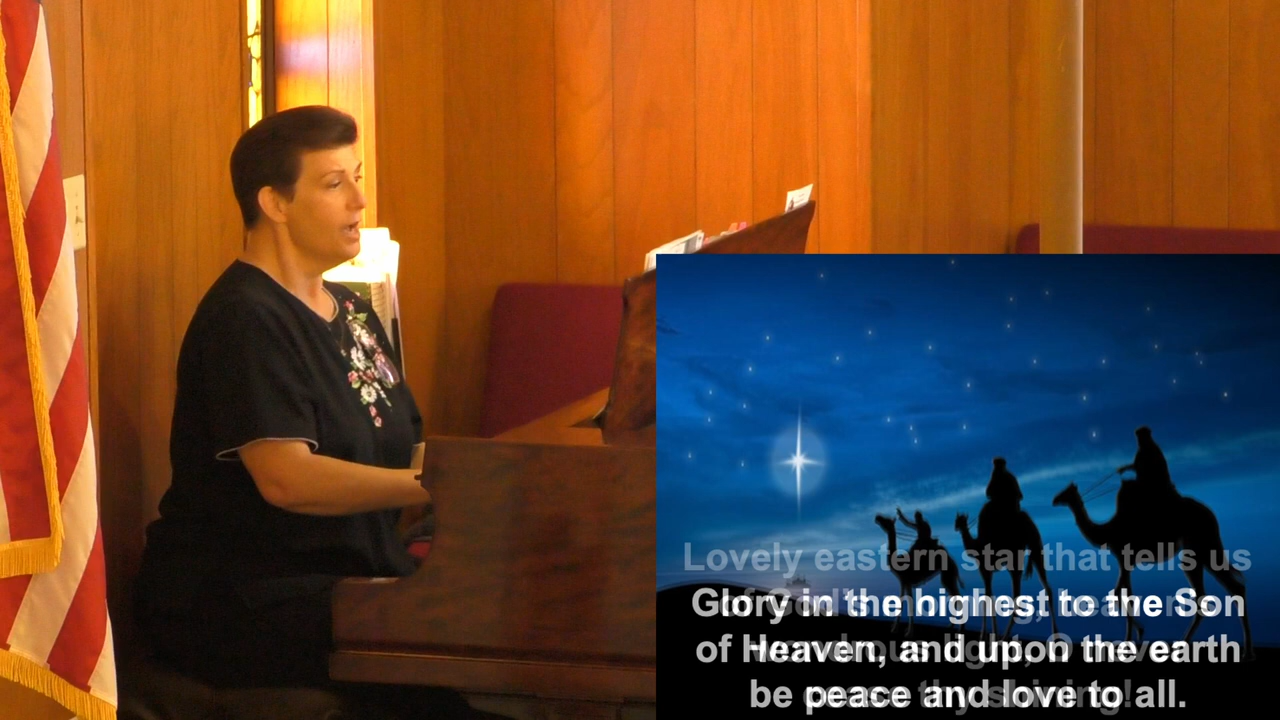 Lovely eastern star that tells us
Glory in the highest to the So
of Heaven, and upon the earth
be peace and love to all.